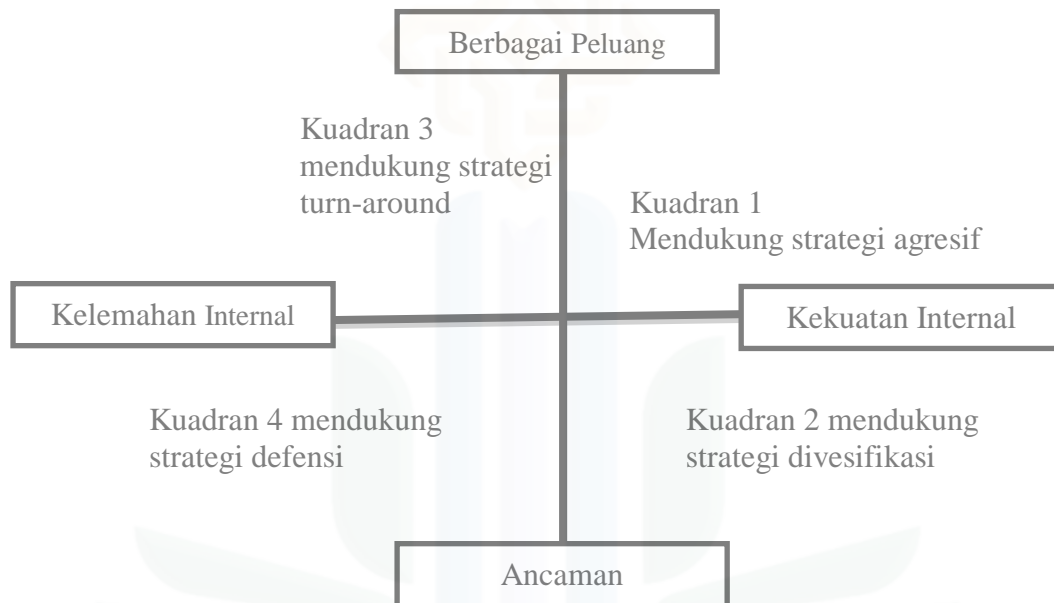 Berbagai Peluang
Kuadran 3
mendukung strategi
turn-around
Kuadran 1
Mendukung strategi agresif
Kelemahan Internal
Kekuatan Internal
Kuadran 4 mendukung
strategi defensi
Kuadran 2 mendukung
strategi divesifikasi
Ancaman